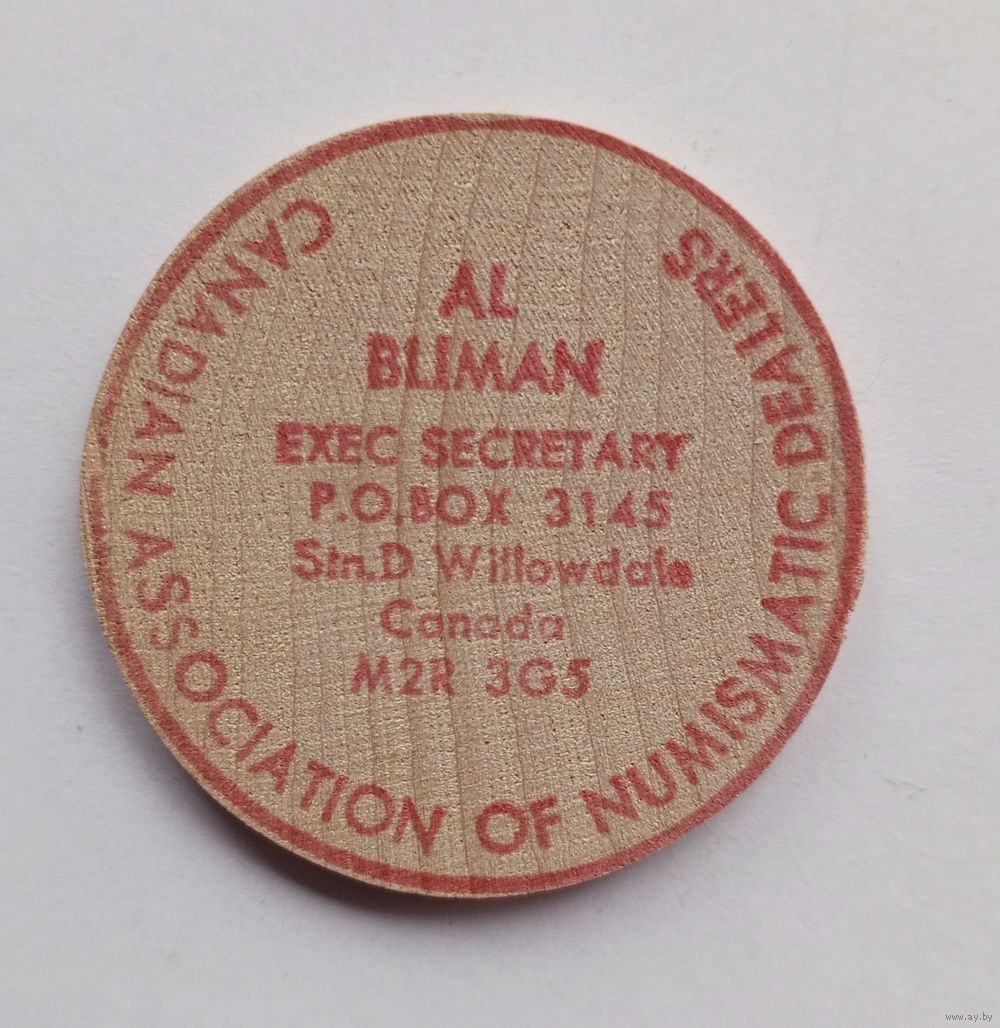 CANADIAN ASSOCIATION OF NUMISMATIC DEALERS
AL
BLIMAN
EXEC SECRETARY
P.O. BOX 3145
Stn. D Willowdale
Canada
M2R 3G5
www.ay.by